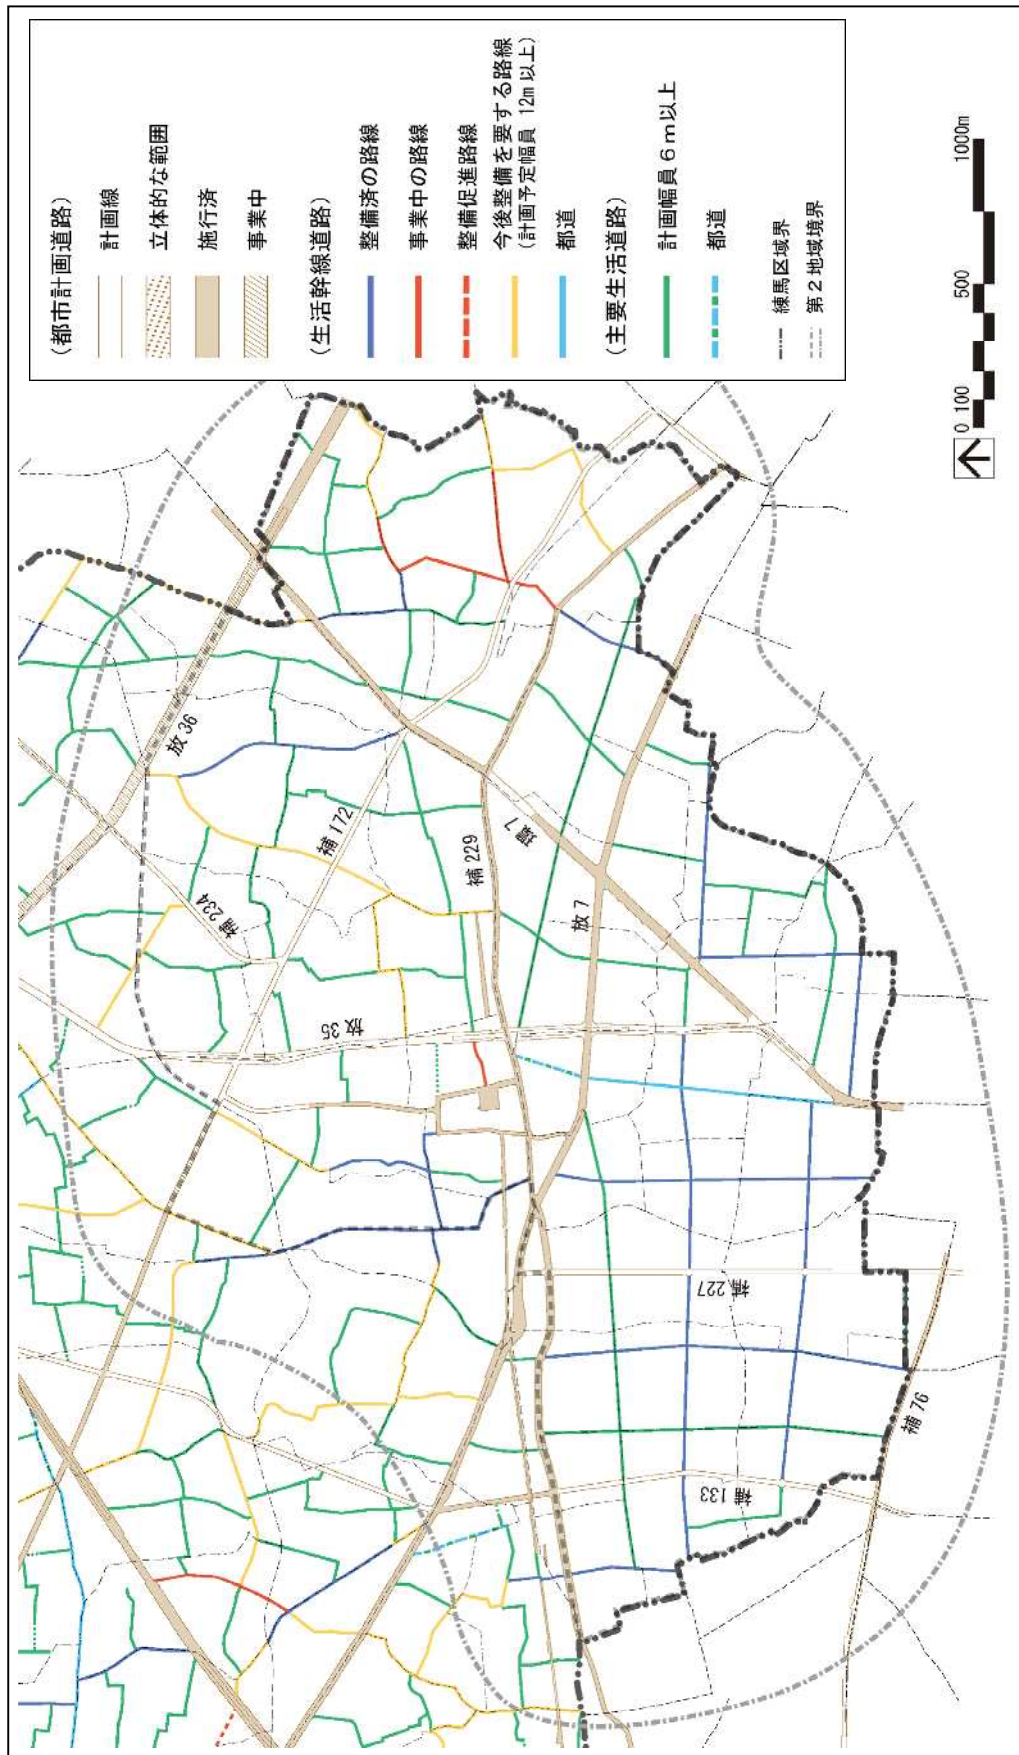 (都市計画道路)
計画線
立体的な範囲
施行済
事業中
(生活幹線道路)
整備済の路線
事業中の路線
整備促進路線
今後整備を要する路線
(計画予定幅員 12m 以上)
都道
(主要生活道路)
計画幅員6m以上
都道
練馬区域界
第2地域境界
0 100 500 1000m
放 36
補 172
補 234
補 229
環 7
放 7
放 35
補 227
補 133
補 76